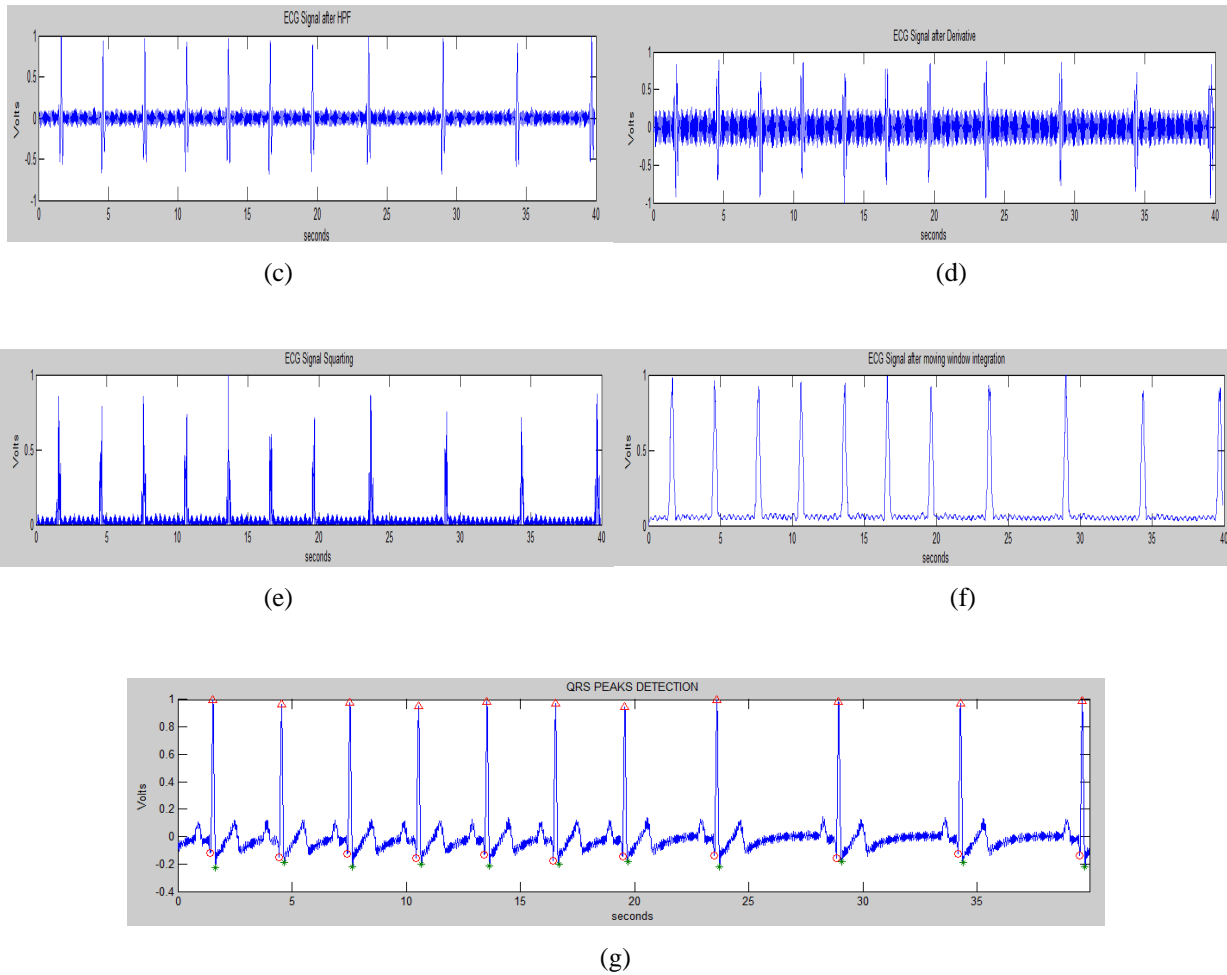 ECG Signal after HPF
1
0.5
0
-0.5
-1
Volts
0 5 10 15 20 25 30 35 40
seconds
(c)
ECG Signal after Derivative
1
0.5
0
-0.5
-1
Volts
0 5 10 15 20 25 30 35 40
seconds
(d)
ECG Signal Squarting
1
0.5
0
Volts
0 5 10 15 20 25 30 35 40
seconds
(e)
ECG Signal after moving window integration
1
0.5
0
Volts
0 5 10 15 20 25 30 35 40
seconds
(f)
QRS PEAKS DETECTION
1
0.8
0.6
0.4
0.2
0
-0.2
-0.4
Volts
0 5 10 15 20 25 30 35
seconds
(g)